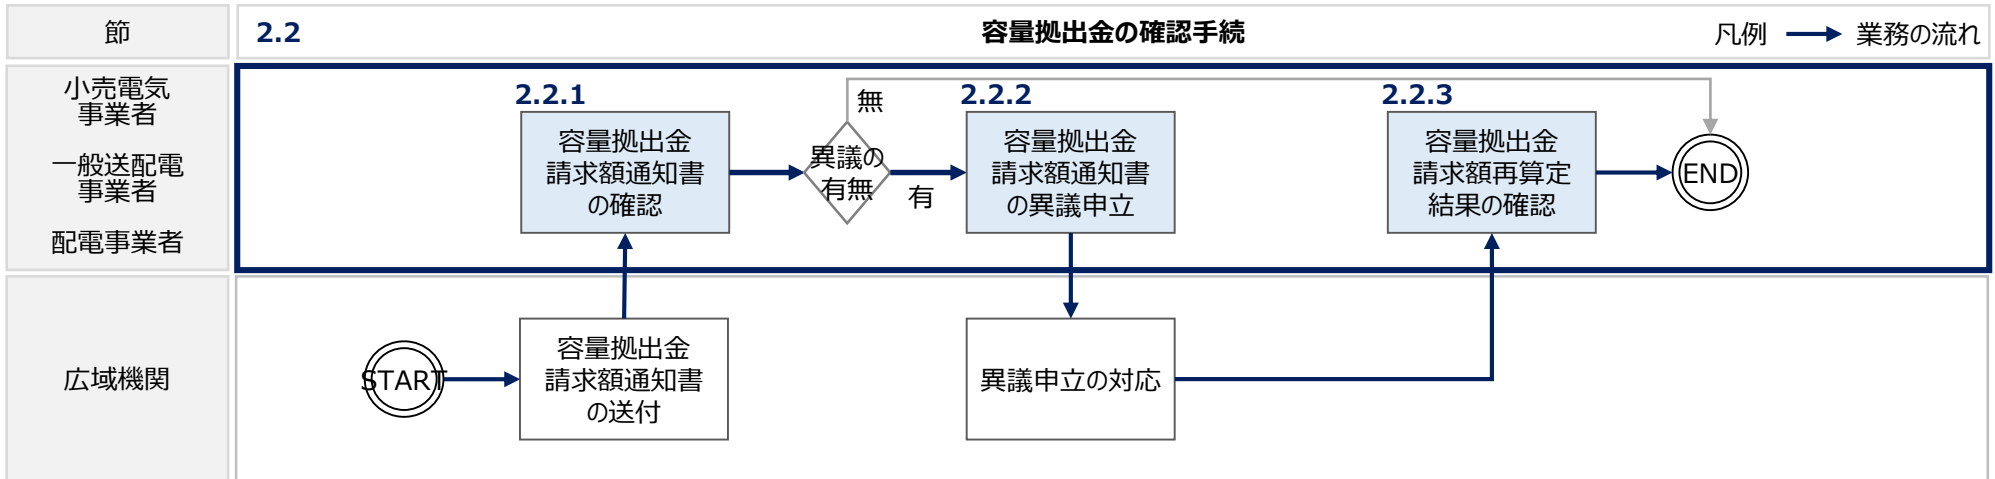 節
2.2
容量拠出金の確認手続
凡例
業務の流れ
小売電気
事業者
一般送配電
事業者
配電事業者
2.2.1
容量拠出金
請求額通知書
の確認
異議の
有無
無
有
2.2.2
容量拠出金
請求額通知書
の異議申立
2.2.3
容量拠出金
請求額再算定
結果の確認
END
広域機関
START
容量拠出金
請求額通知書
の送付
異議申立の対応